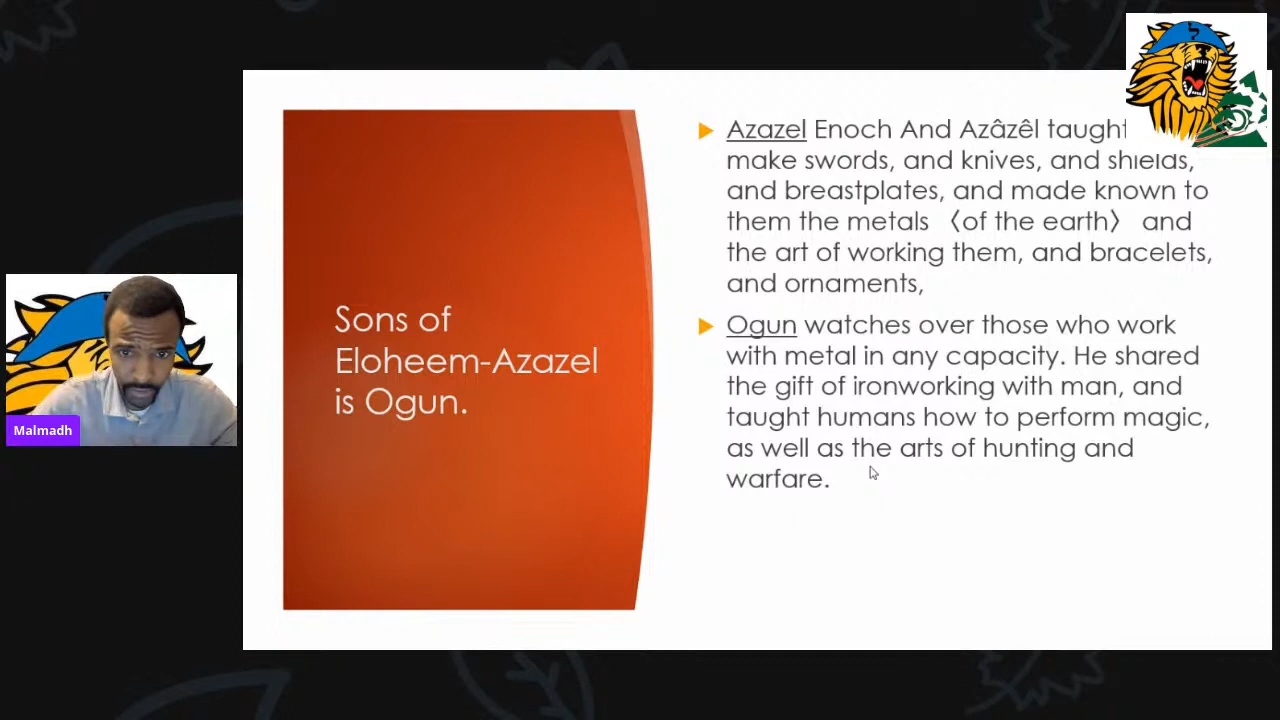 Azazel Enoch And Azâzêl taught
make swords, and knives, and shields,
and breastplates, and made known to
them the metals 〈of the earth〉 and
the art of working them, and bracelets,
and ornaments,
Sons of
Eloheem-Azazel
is Ogun.
Ogun watches over those who work
with metal in any capacity. He shared
the gift of ironworking with man, and
taught humans how to perform magic,
as well as the arts of hunting and
warfare.
Malmadh